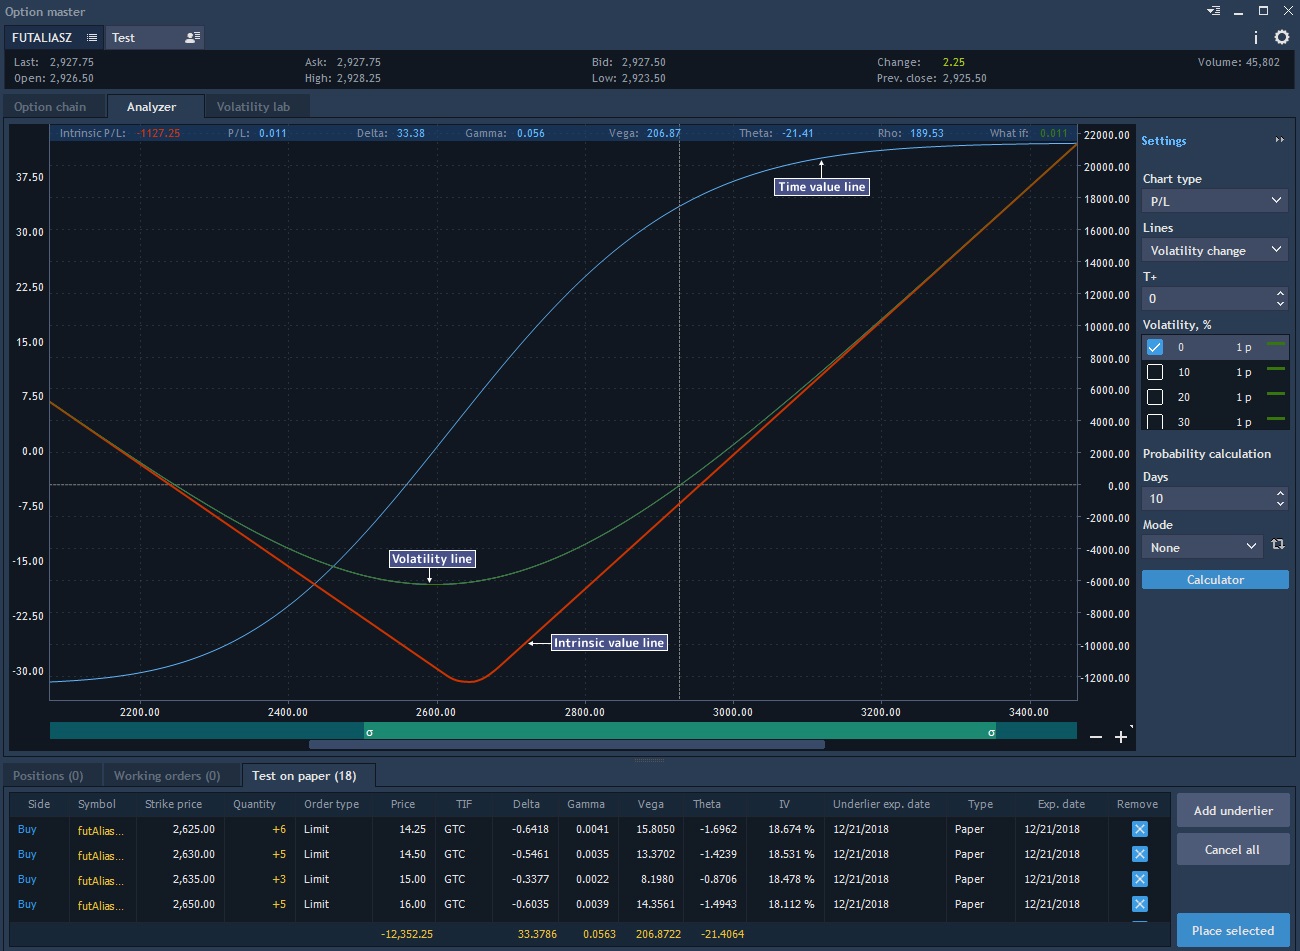 Option master
FUTALIASZ Test
Last: 2,927.75 Ask: 2,927.75 Bid: 2,927.50 Change: 2.25 Volume: 45,802
Open: 2,926.50 High: 2,928.25 Low: 2,923.50 Prev. close: 2,925.50
Option chain Analyzer Volatility lab
Intrinsic P/L: -1127.25 P/L: 0.011 Delta: 33.38 Gamma: 0.056 Vega: 206.87 Theta: -21.41 Rho: 189.53 What if: 0.011
37.50
30.00
22.50
15.00
7.50
0.00
-7.50
-15.00
-22.50
-30.00
Time value line
Volatility line
Intrinsic value line
22000.00
20000.00
18000.00
16000.00
14000.00
12000.00
10000.00
8000.00
6000.00
4000.00
2000.00
0.00
-2000.00
-4000.00
-6000.00
-8000.00
-10000.00
-12000.00
2200.00 2400.00 2600.00 2800.00 3000.00 3200.00 3400.00
σ σ
Settings
Chart type
P/L
Lines
Volatility change
T+
0
Volatility, %
0 1 p
10 1 p
20 1 p
30 1 p
Probability calculation
Days
10
Mode
None
Calculator
Positions (0) Working orders (0) Test on paper (18)
Side Symbol Strike price Quantity Order type Price TIF Delta Gamma Vega Theta IV Underlier exp. date Type Exp. date Remove
Buy futAlias... 2,625.00 +6 Limit 14.25 GTC -0.6418 0.0041 15.8050 -1.6962 18.674 % 12/21/2018 Paper 12/21/2018
Buy futAlias... 2,630.00 +5 Limit 14.50 GTC -0.5461 0.0035 13.3702 -1.4239 18.531 % 12/21/2018 Paper 12/21/2018
Buy futAlias... 2,635.00 +3 Limit 15.00 GTC -0.3377 0.0022 8.1980 -0.8706 18.478 % 12/21/2018 Paper 12/21/2018
Buy futAlias... 2,650.00 +5 Limit 16.00 GTC -0.6035 0.0039 14.3561 -1.4943 18.112 % 12/21/2018 Paper 12/21/2018
-12,352.25 33.3786 0.0563 206.8722 -21.4064
Add underlier
Cancel all
Place selected